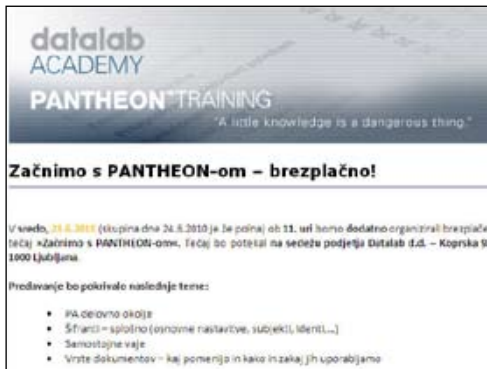 datalab
ACADEMY
PANTHEON™TRAINING
"A little knowledge is a dangerous thing."
Začnimo s PANTHEON-om – brezplačno!
V sredo, (skupina dne 24.6.2010 je že polna) ob 11. uri bomo dodatno organizirali
tečaj »Začnimo s PANTHEON-om«. Tečaj bo potekal na sedežu podjetja Datalab d.d. – Koprska
1000 Ljubljana.
Predavanje bo pokrivalo naslednje teme:
• PA delovno okolje
• Šifranti – splošno (osnovne nastavitve, subjekti, identi,...)
• Samostojne vaje
• Vrste dokumentov – kaj pomenijo in kako in zakaj jih uporabljamo